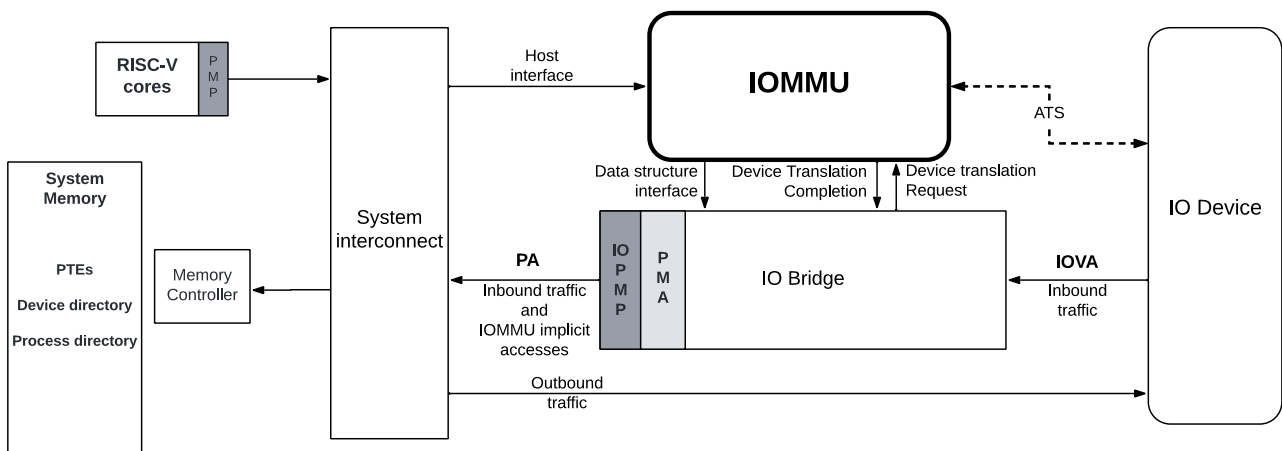 RISC-V
cores
P
M
P
Host
interface
IOMMU
ATS
System
Memory
PTEs
Device directory
Process directory
Memory
Controller
System
interconnect
Data structure
interface
Device Translation
Completion
Device translation
Request
IO Device
PA
Inbound traffic
and
IOMMU implicit
accesses
IO
P
M
P
P
M
A
IO Bridge
IOVA
Inbound
traffic
Outbound
traffic